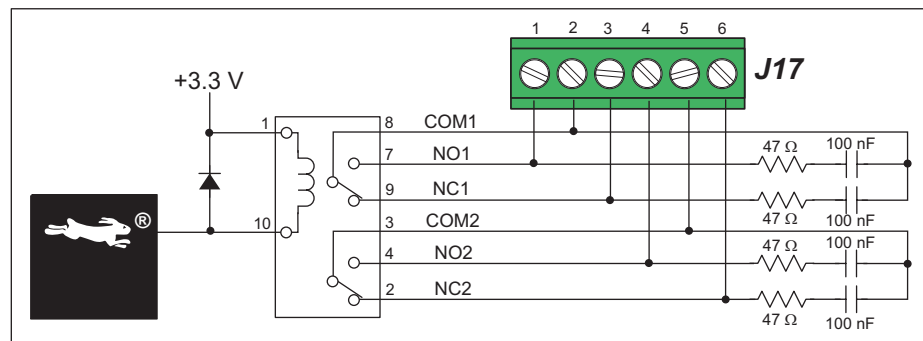 1 2 3 4 5 6
J17
+3.3 V
1
8 COM1
7 NO1
47 Ω 100 nF
9 NC1
47 Ω 100 nF
10
3 COM2
4 NO2
47 Ω 100 nF
2 NC2
47 Ω 100 nF
®